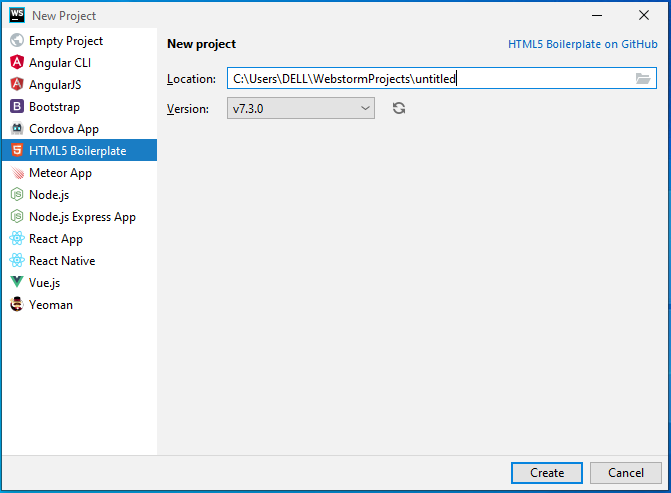 WS New Project
Empty Project
Angular CLI
AngularJS
Bootstrap
Cordova App
HTML5 Boilerplate
Meteor App
Node.js
Node.js Express App
React App
React Native
Vue.js
Yeoman
New project
HTML5 Boilerplate on GitHub
Location: C:\Users\DELL\WebstormProjects\untitled
Version: v7.3.0
Create Cancel